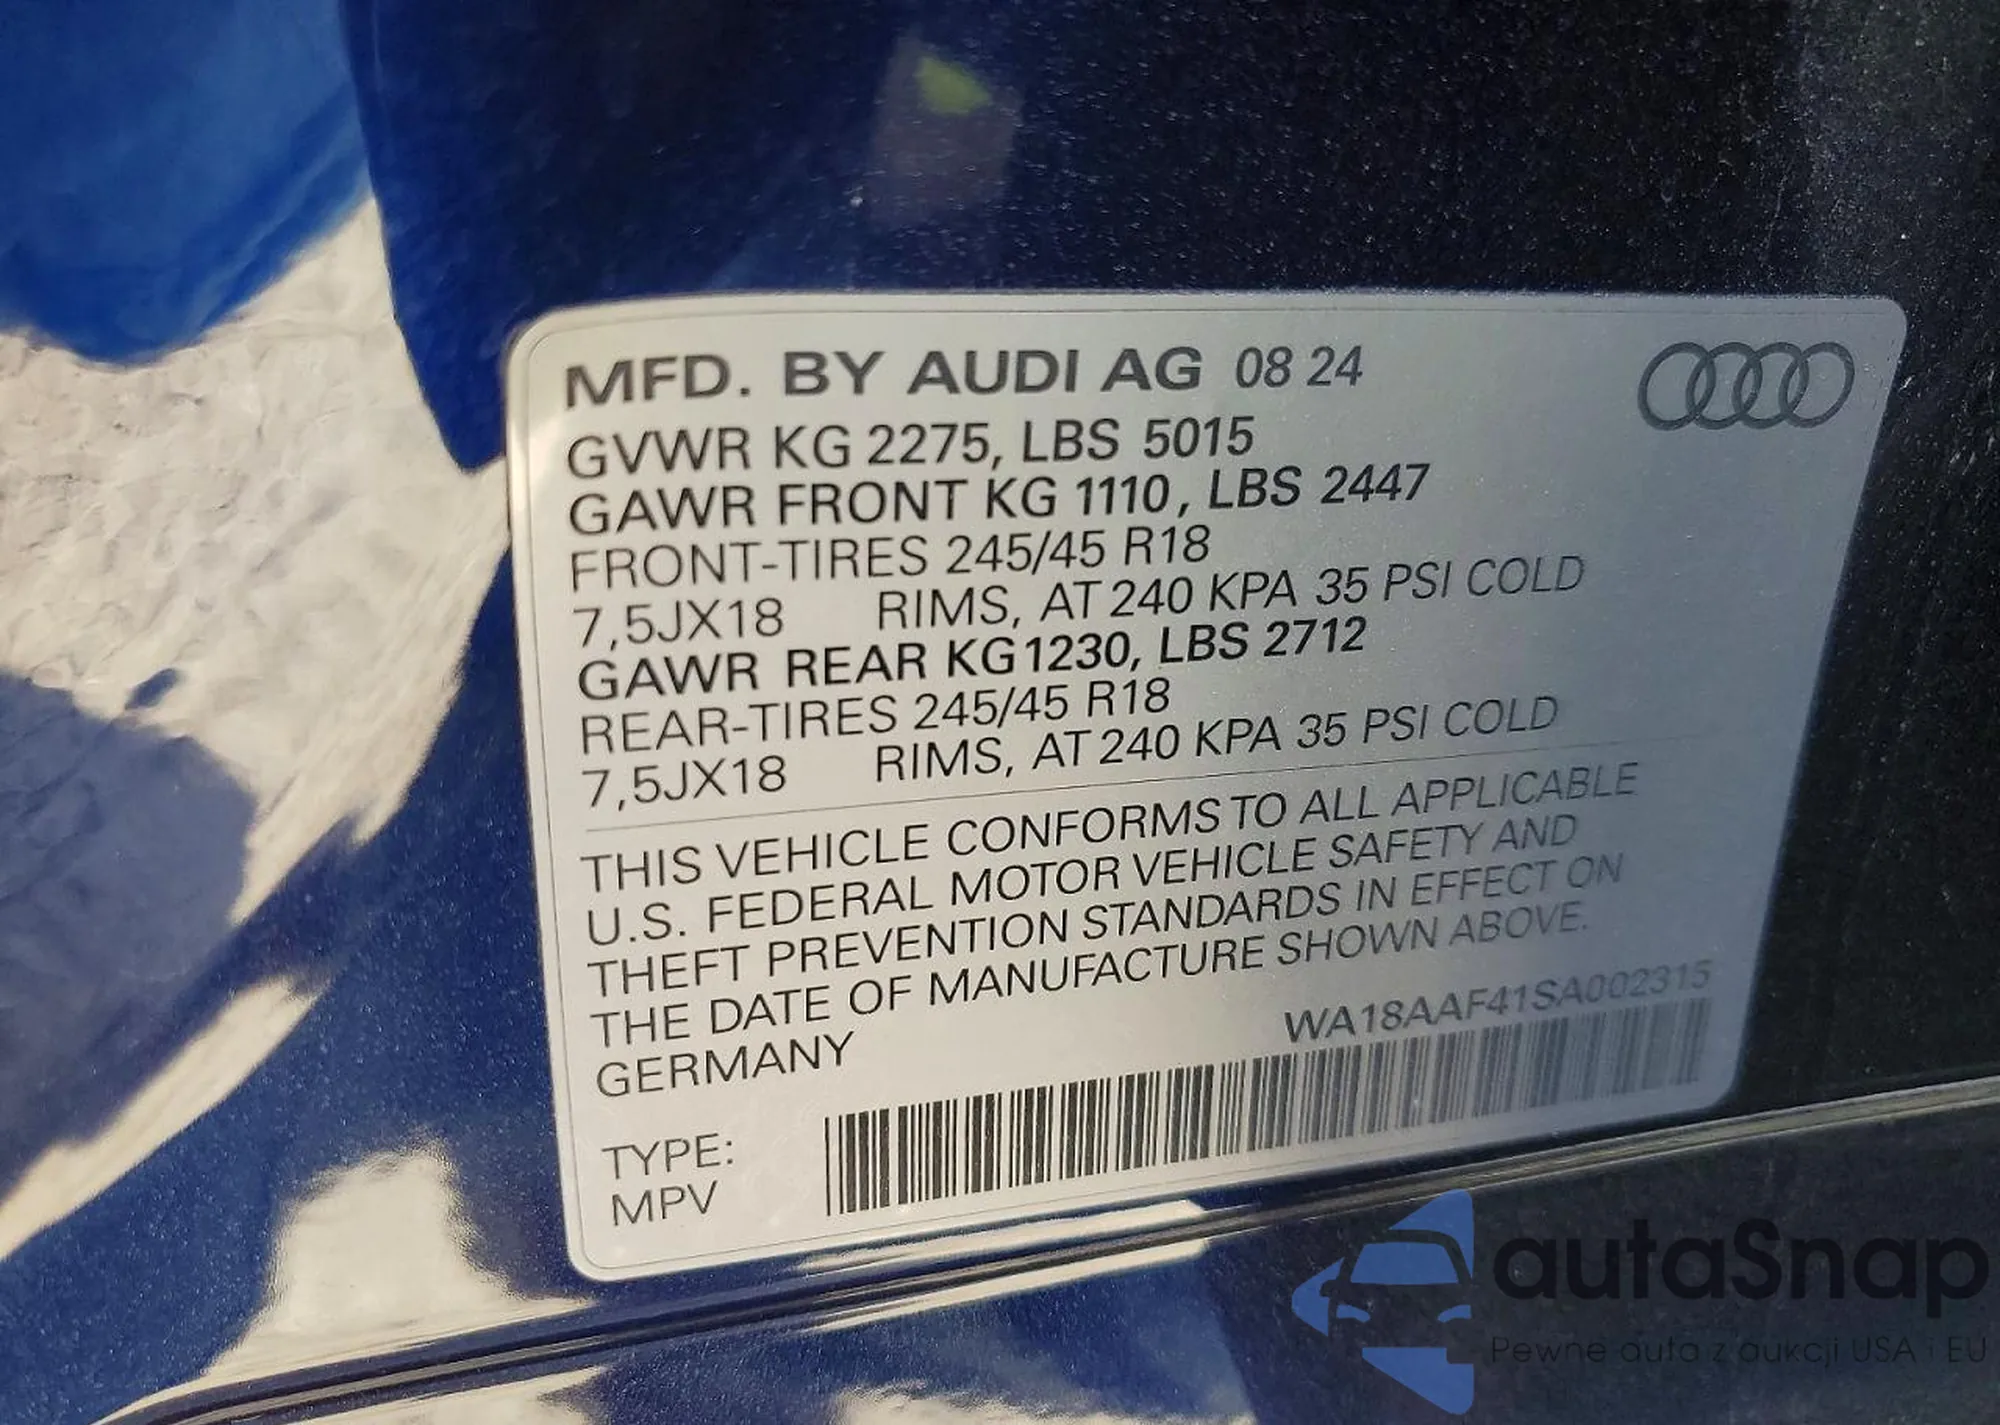 MFD. BY AUDI AG 08 24
GVWR KG 2275, LBS 5015
GAWR FRONT KG 1110, LBS 2447
FRONT-TIRES 245/45 R18
7,5JX18 RIMS, AT 240 KPA 35 PSI COLD
GAWR REAR KG1230, LBS 2712
REAR-TIRES 245/45 R18
7,5JX18 RIMS, AT 240 KPA 35 PSI COLD
THIS VEHICLE CONFORMS TO ALL APPLICABLE
U.S. FEDERAL MOTOR VEHICLE SAFETY AND
THEFT PREVENTION STANDARDS IN EFFECT ON
THE DATE OF MANUFACTURE SHOWN ABOVE.
GERMANY
WA18AAF41SA002315
TYPE:
MPV
autaSnap
Pewne auta z aukcji USA i EU